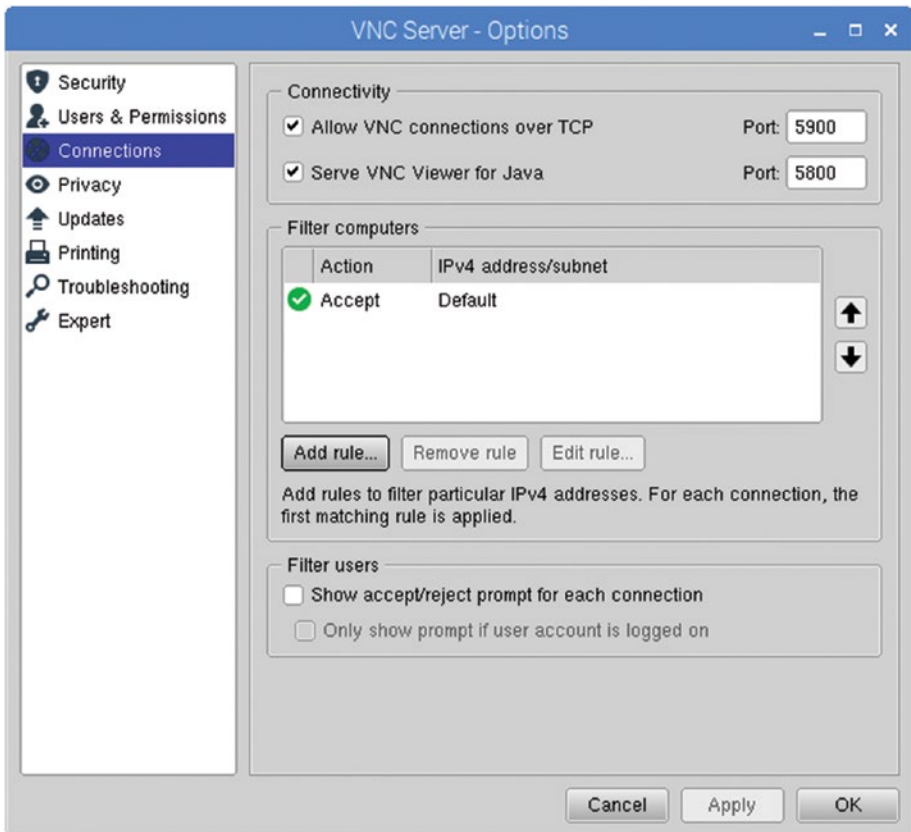 VNC Server - Options
Security
Users & Permissions
Connections
Privacy
Updates
Printing
Troubleshooting
Expert
Connectivity
Allow VNC connections over TCP Port: 5900
Serve VNC Viewer for Java Port: 5800
Filter computers
Action IPv4 address/subnet
Accept Default
Add rule... Remove rule Edit rule...
Add rules to filter particular IPv4 addresses. For each connection, the
first matching rule is applied.
Filter users
Show accept/reject prompt for each connection
Only show prompt if user account is logged on
Cancel Apply OK